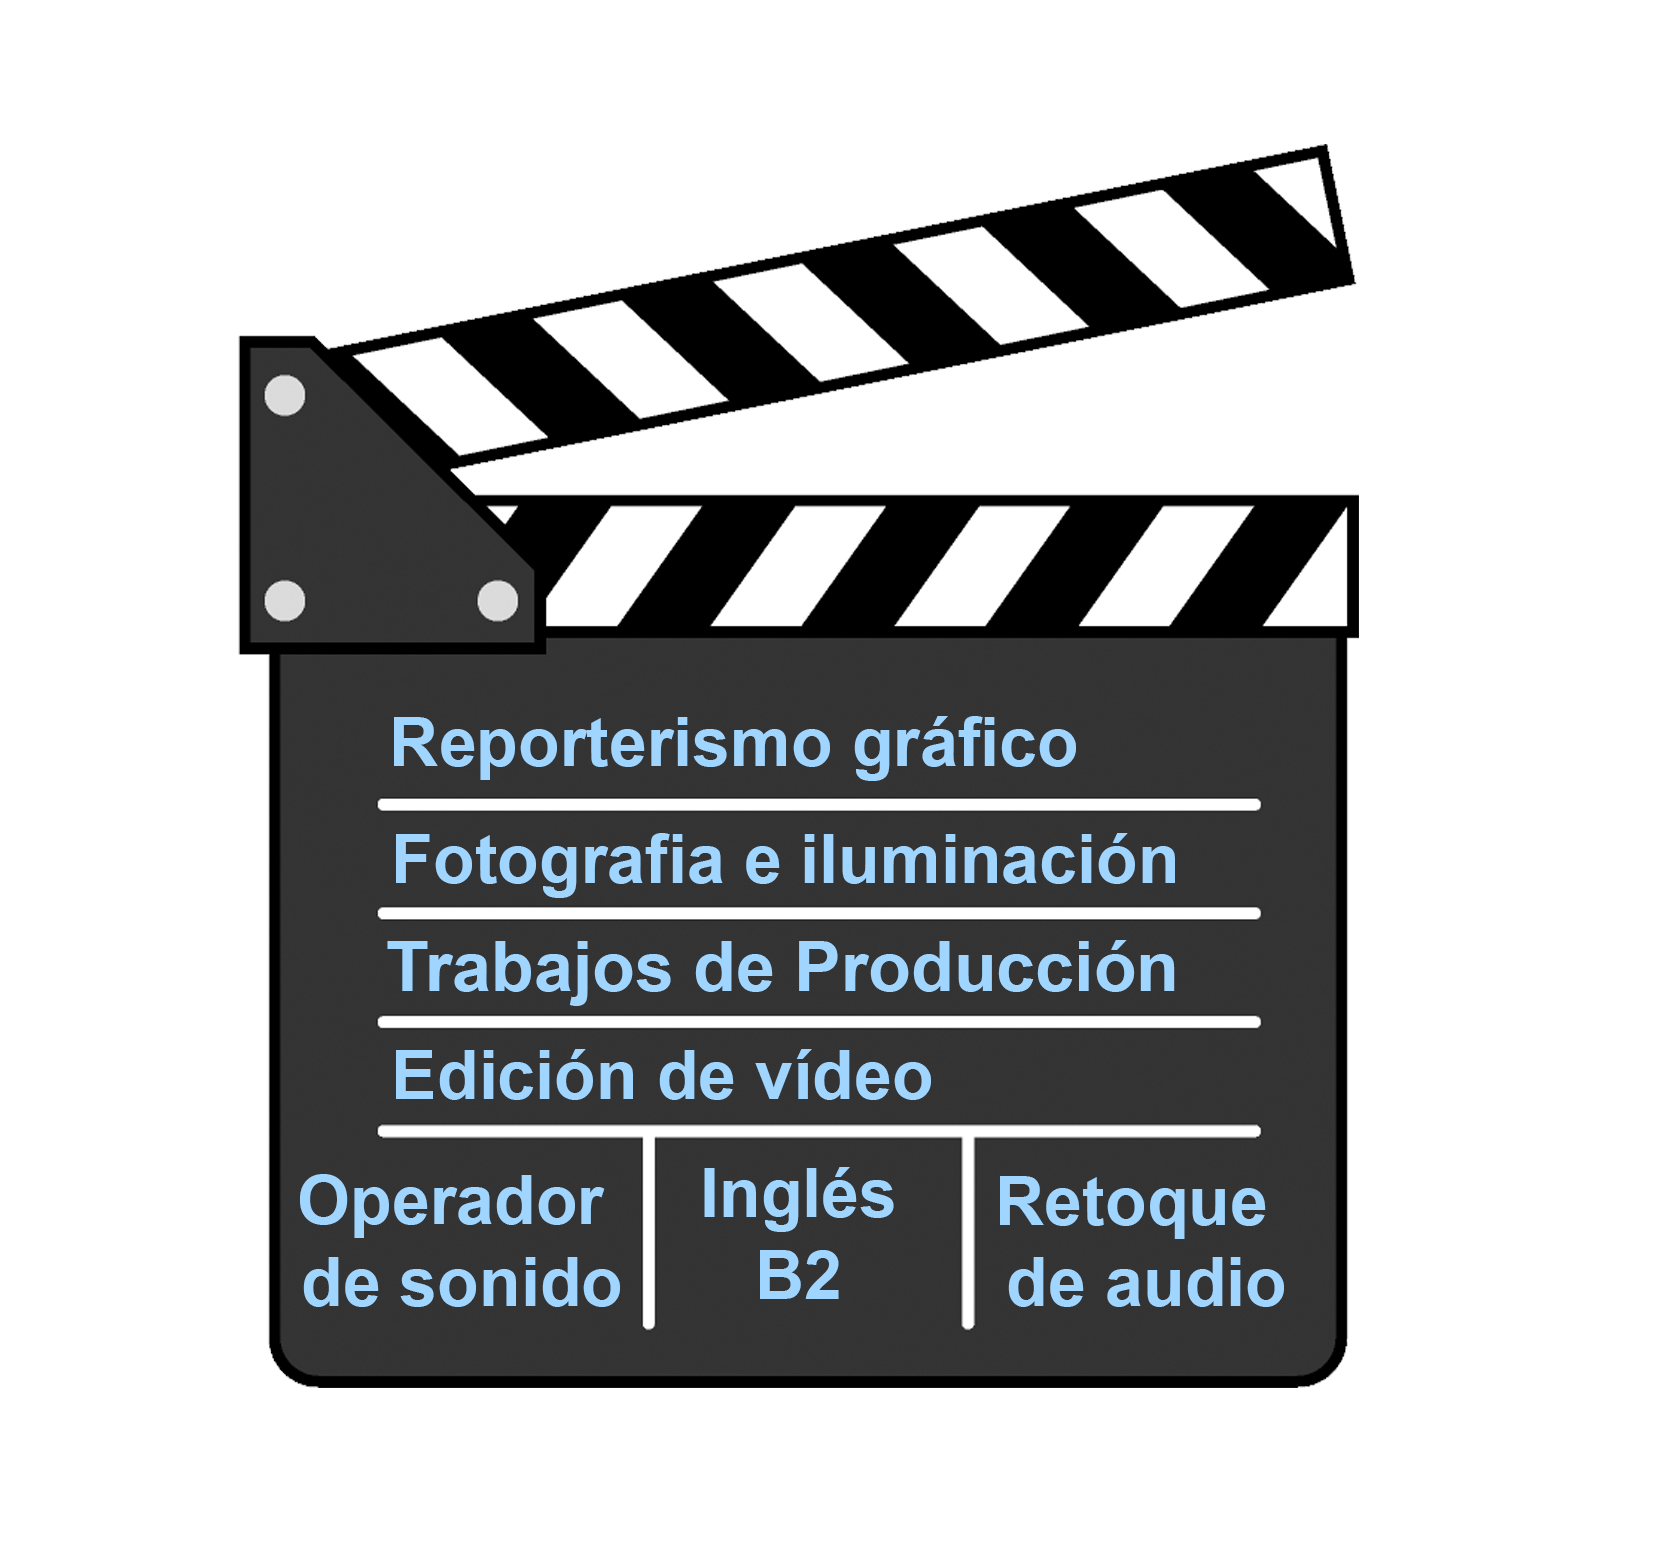 Reporterismo gráfico
Fotografia e iluminación
Trabajos de Producción
Edición de vídeo
Operador
de sonido
Inglés
B2
Retoque
de audio